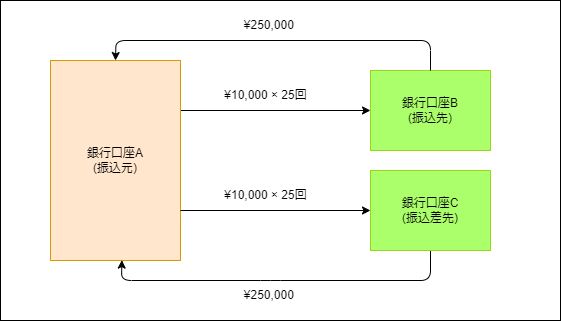 ¥250,000
¥10,000 × 25回
銀行口座A
(振込元)
銀行口座B
(振込先)
¥10,000 × 25回
銀行口座C
(振込差先)
¥250,000